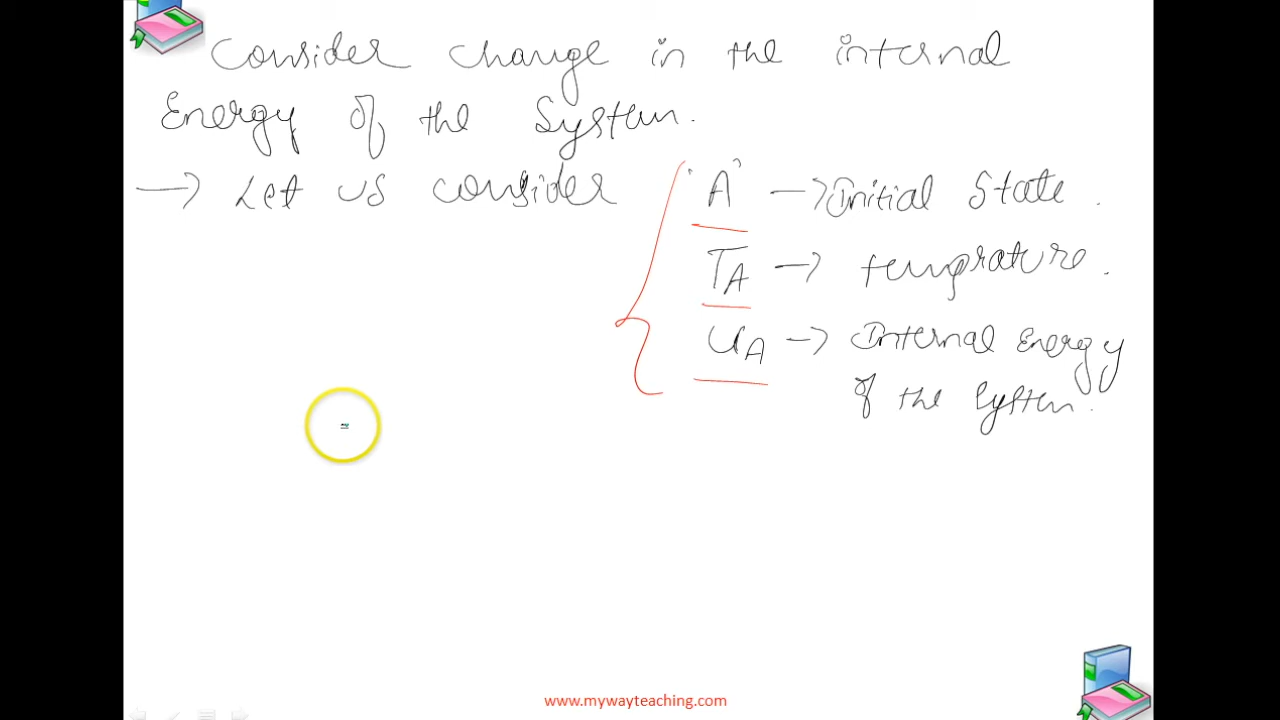 Consider change in the internal
Energy of the System.
→ Let us consider 'A' → Initial State.
TA → temprature.
UA → Internal Energy
of the System.
www.mywayteaching.com